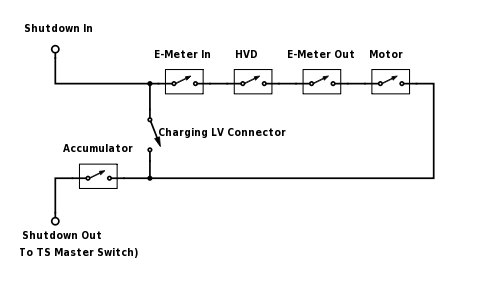 Shutdown In
E-Meter In
HVD
E-Meter Out
Motor
Charging LV Connector
Accumulator
Shutdown Out
To TS Master Switch)